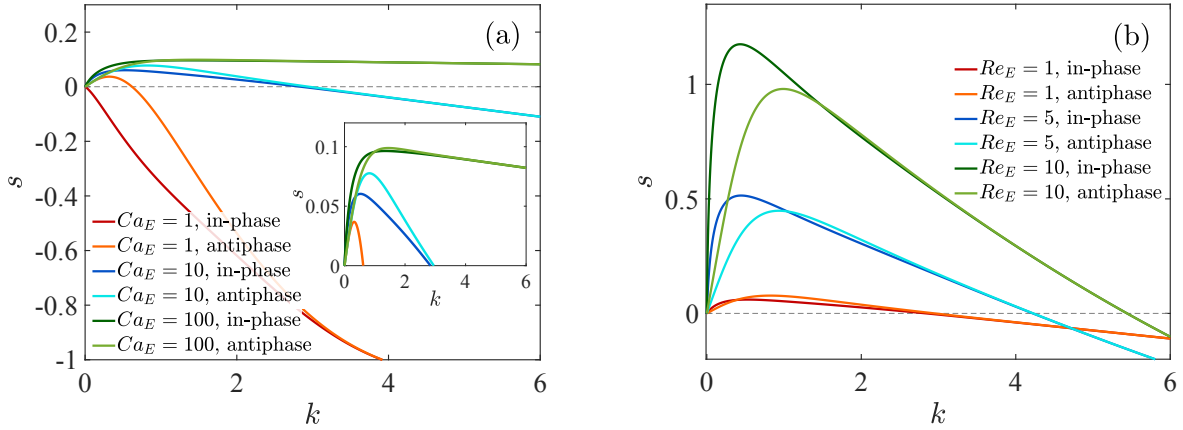 (a)
0.2
0
-0.2
-0.4
-0.6
-0.8
-1
s
0
2
4
6
k
Ca_E = 1, in-phase
Ca_E = 1, antiphase
Ca_E = 10, in-phase
Ca_E = 10, antiphase
Ca_E = 100, in-phase
Ca_E = 100, antiphase
0.1
0.05
0
s
0
2
4
6
k
(b)
1
0.5
0
s
0
2
4
6
k
Re_E = 1, in-phase
Re_E = 1, antiphase
Re_E = 5, in-phase
Re_E = 5, antiphase
Re_E = 10, in-phase
Re_E = 10, antiphase